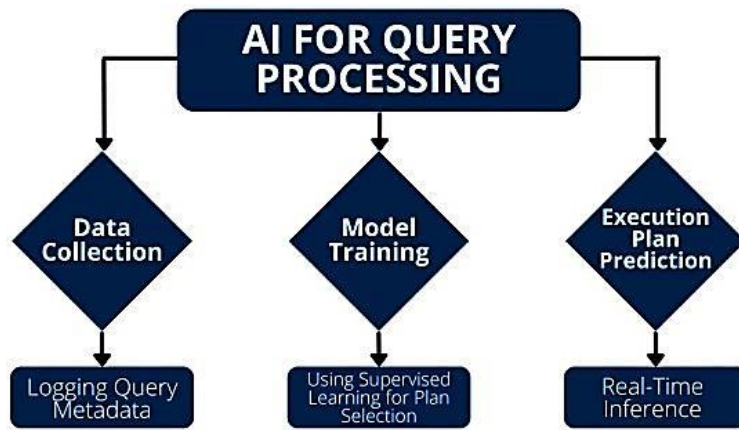 AI FOR QUERY
PROCESSING
Data
Collection
Model
Training
Execution
Plan
Prediction
Logging Query
Metadata
Using Supervised
Learning for Plan
Selection
Real-Time
Inference